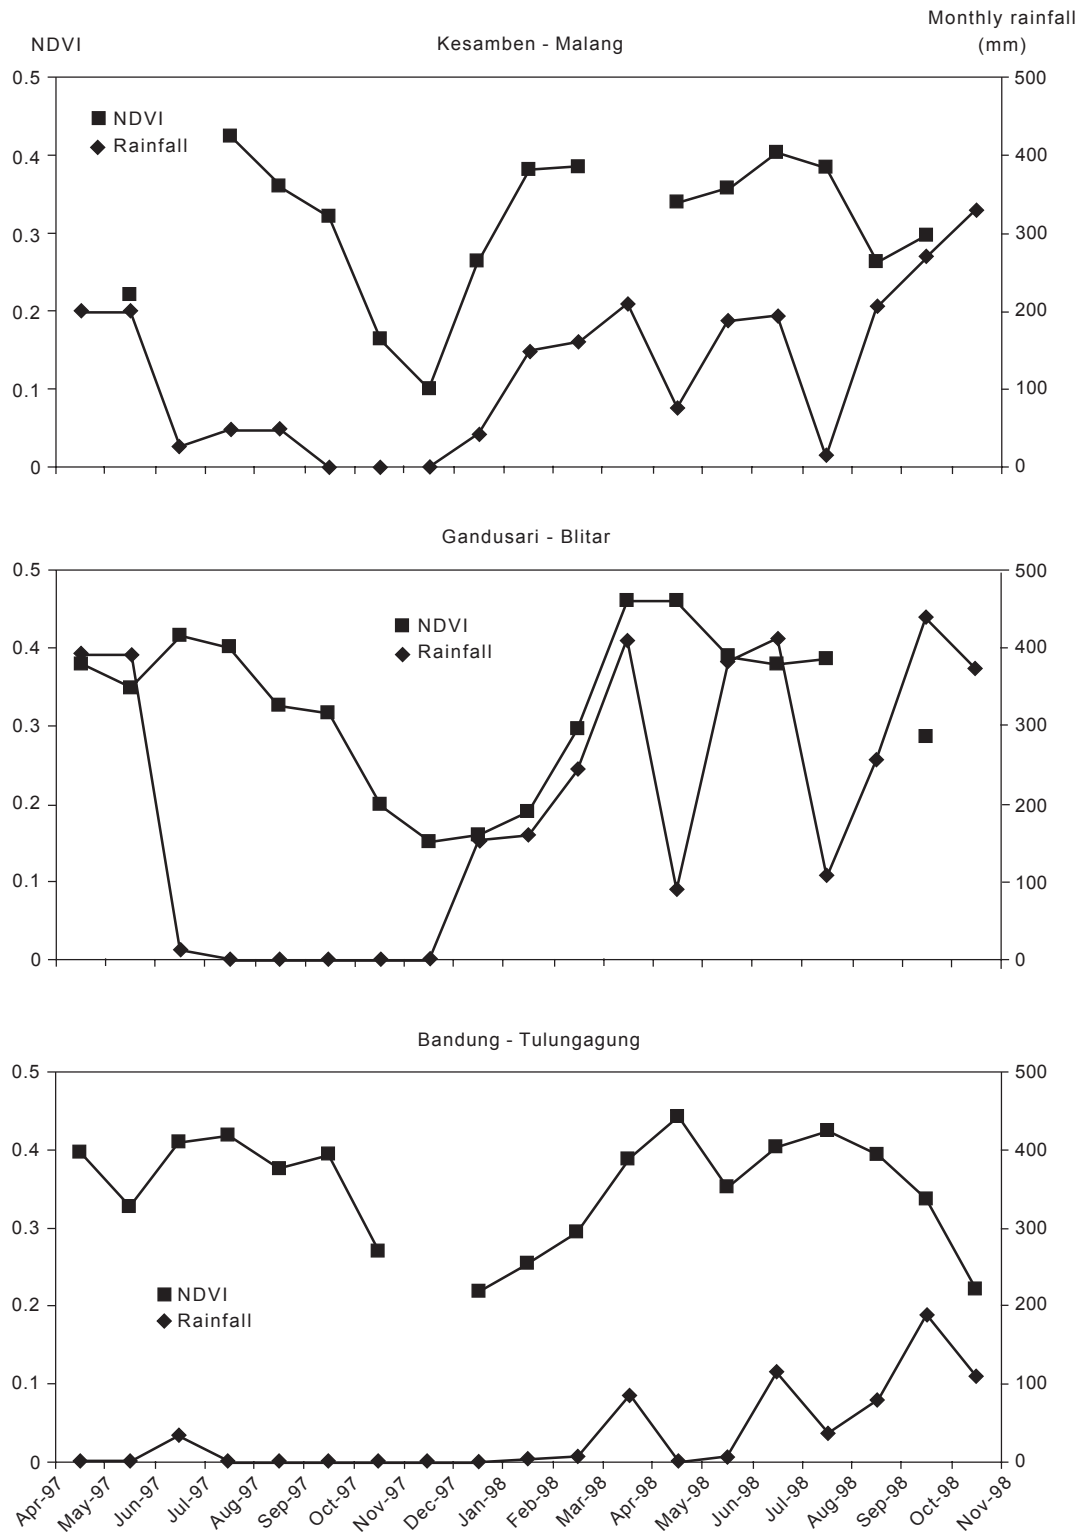 Monthly rainfall
NDVI
Kesamben - Malang
(mm)
0.5
500
NDVI
Rainfall
0.4
400
0.3
300
0.2
200
0.1
100
0
0
Gandusari - Blitar
0.5
500
NDVI
Rainfall
0.4
400
0.3
300
0.2
200
0.1
100
0
0
Bandung - Tulungagung
0.5
500
0.4
400
0.3
300
NDVI
Rainfall
0.2
200
0.1
100
0
0
Apr-97
May-97
Jun-97
Jul-97
Aug-97
Sep-97
Oct-97
Nov-97
Dec-97
Jan-98
Feb-98
Mar-98
Apr-98
May-98
Jun-98
Jul-98
Aug-98
Sep-98
Oct-98
Nov-98